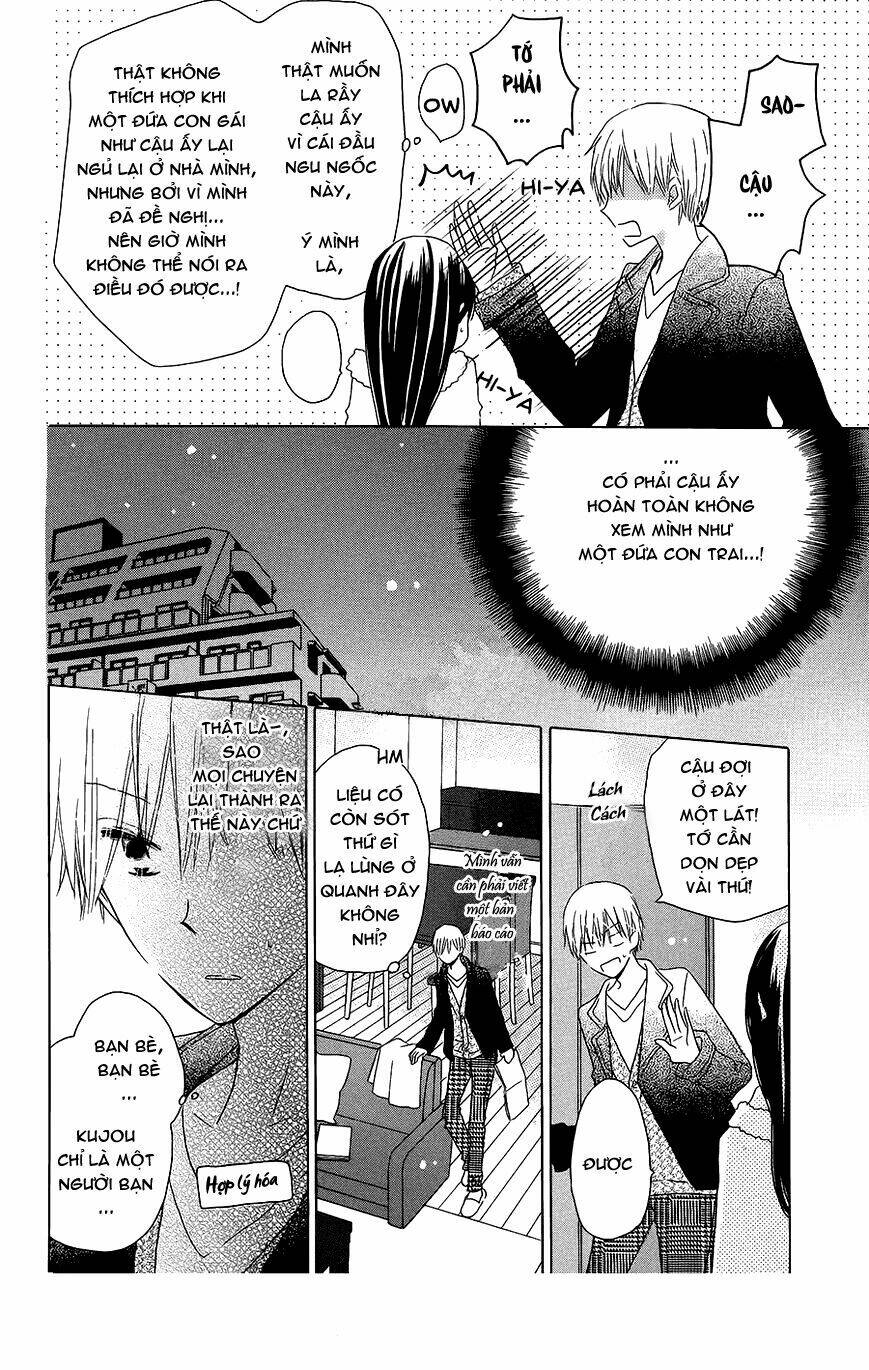 SAO-
CẬU
...
TỚ
PHẢI
...
HI-YA
OW
HI-YA
MÌNH
THẬT MUỐN
LA RẦY
CẬU ẤY
VÌ CÁI ĐẦU
NGU NGỐC
NÀY,
Ý MÌNH
LÀ,
THẬT KHÔNG
THÍCH HỢP KHI
MỘT ĐỨA CON GÁI
NHƯ CẬU ẤY LẠI
NGỦ LẠI Ở NHÀ MÌNH,
NHƯNG BỞI VÌ MÌNH
ĐÃ ĐỀ NGHỊ...
NÊN GIỜ MÌNH
KHÔNG THỂ NÓI RA
ĐIỀU ĐÓ ĐƯỢC...!
...
CÓ PHẢI CẬU ẤY
HOÀN TOÀN KHÔNG
XEM MÌNH NHƯ
MỘT ĐỨA CON TRAI...!
CẬU ĐỢI
Ở ĐÂY
MỘT LÁT!
TỚ CẦN
DỌN DẸP
VÀI THỨ!
Lách
Cách
ĐƯỢC
HM
LIỆU CÓ
CÒN SÓT
THỨ GÌ
LẠ LÙNG Ở
QUANH ĐÂY
KHÔNG
NHỈ?
Mình vẫn
cần phải viết
một bản
báo cáo
THẬT LÀ-,
SAO
MỌI CHUYỆN
LẠI THÀNH RA
THẾ NÀY CHỨ
BẠN BÈ,
BẠN BÈ
...
KUJOU
CHỈ LÀ MỘT
NGƯỜI BẠN
...
Hợp lý hóa